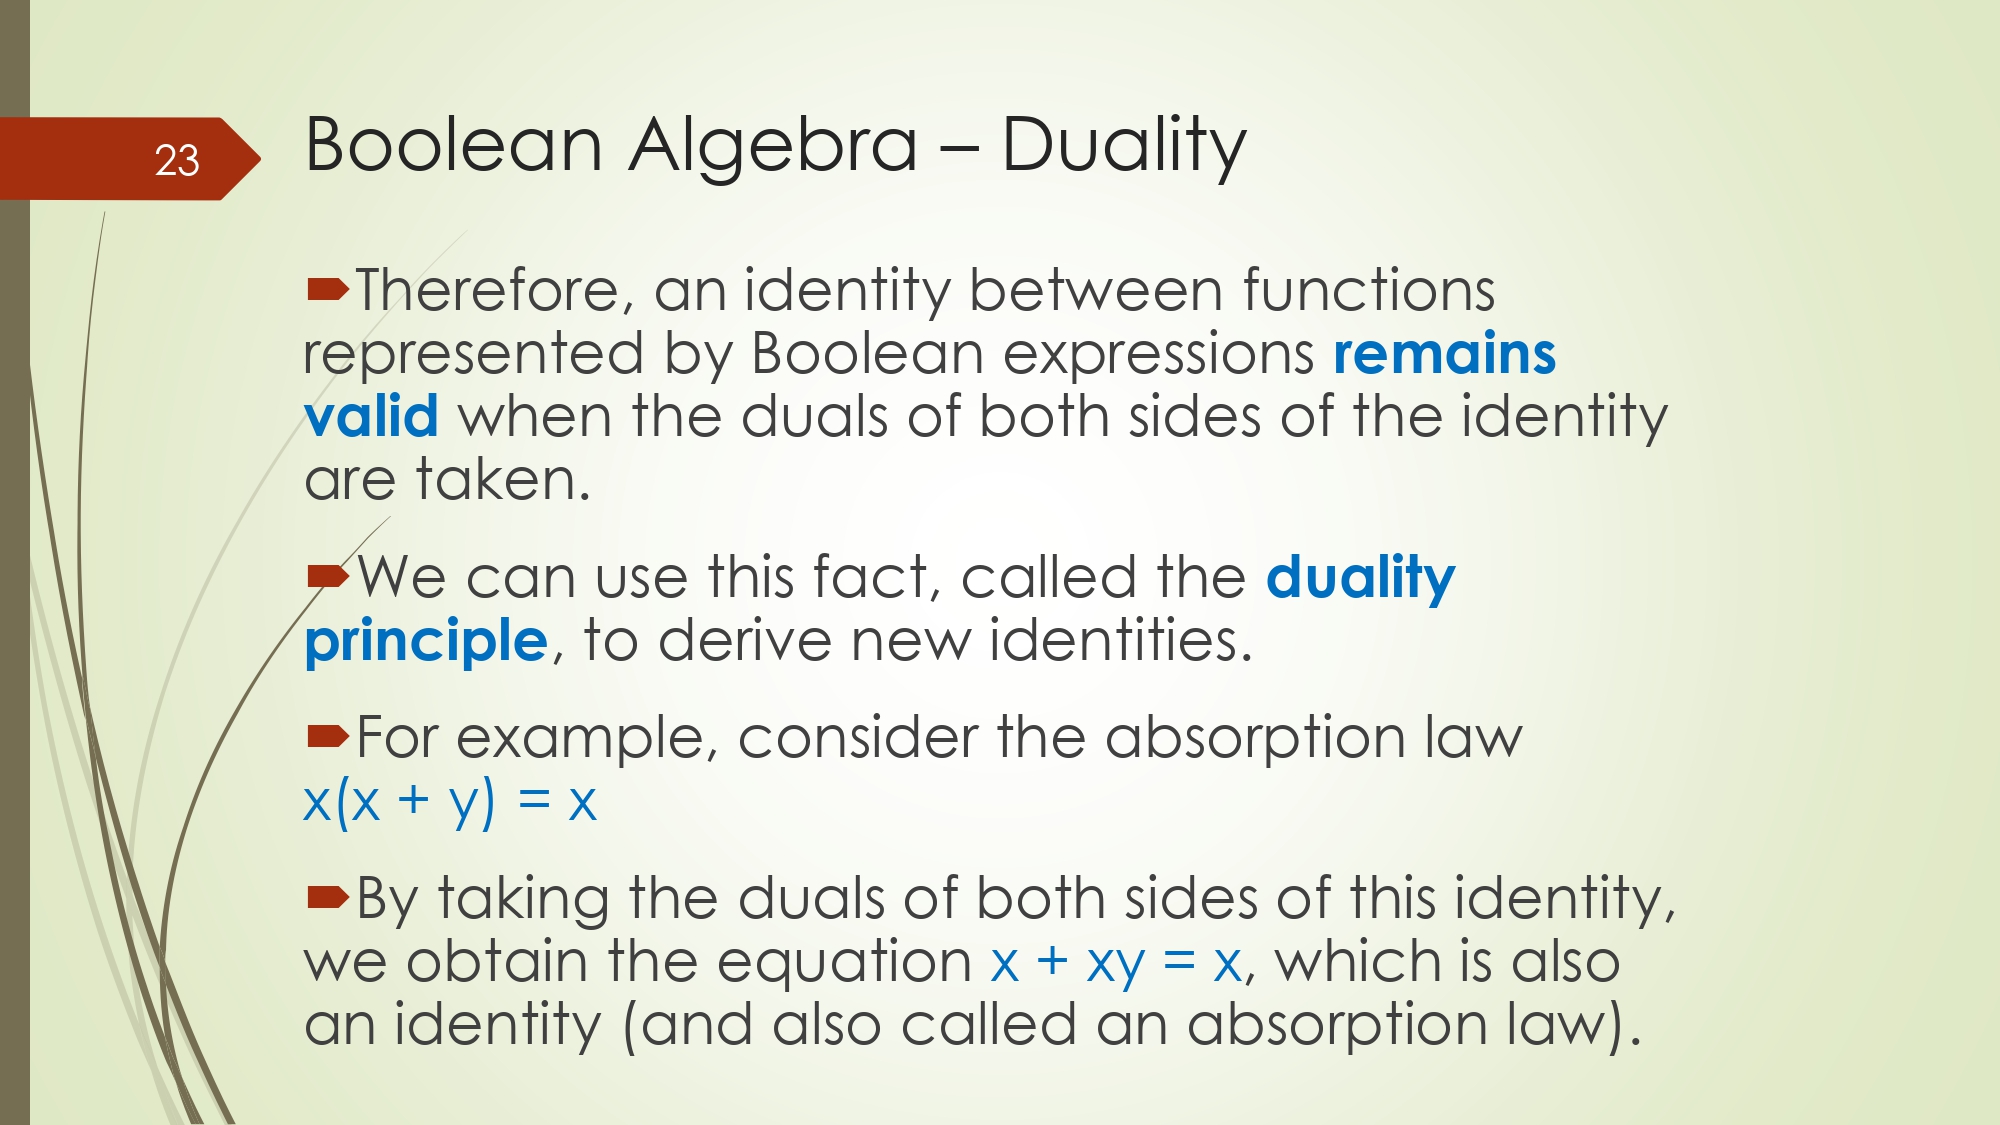 23
Boolean Algebra – Duality
Therefore, an identity between functions
represented by Boolean expressions remains
valid when the duals of both sides of the identity
are taken.
We can use this fact, called the duality
principle, to derive new identities.
For example, consider the absorption law
x(x + y) = x
By taking the duals of both sides of this identity,
we obtain the equation x + xy = x, which is also
an identity (and also called an absorption law).